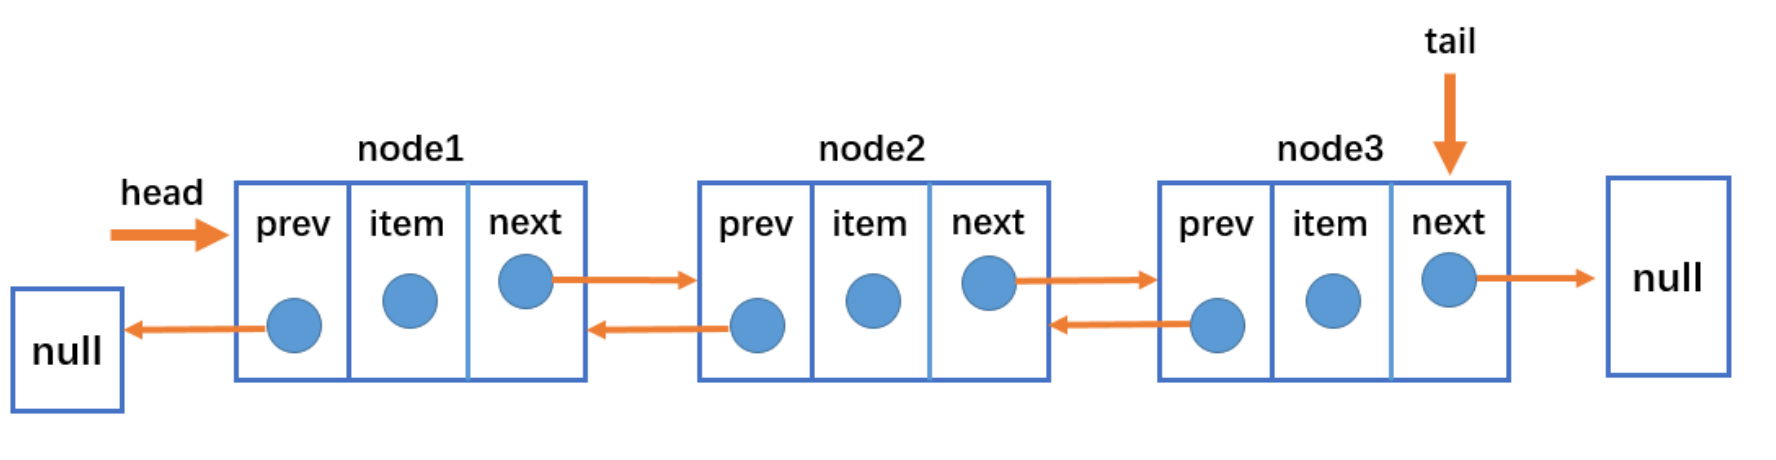 tail
node1
node2
node3
head
prev item next
prev item next
prev item next
null
null